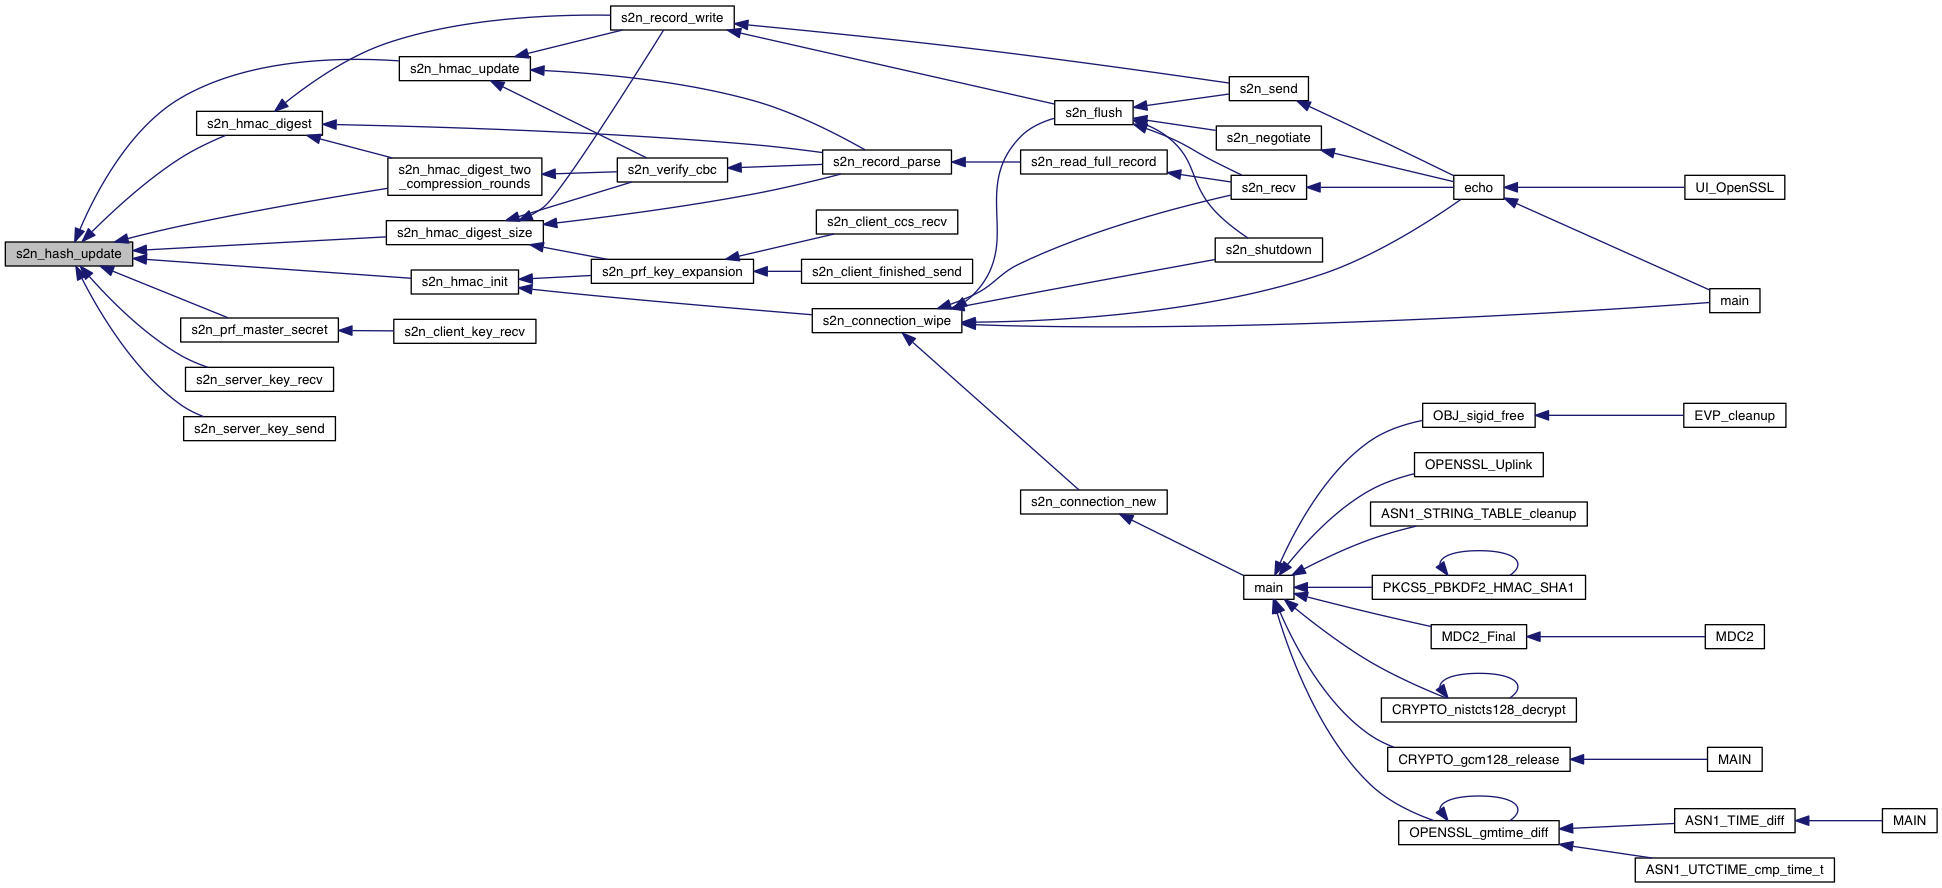 s2n_record_write
s2n_hmac_update
s2n_send
s2n_flush
s2n_hmac_digest
s2n_negotiate
s2n_record_parse
s2n_read_full_record
s2n_verify_cbc
s2n_hmac_digest_two
_compression_rounds
s2n_recv
echo
UI_OpenSSL
s2n_client_ccs_recv
s2n_hmac_digest_size
s2n_shutdown
s2n_hash_update
s2n_prf_key_expansion
s2n_client_finished_send
s2n_hmac_init
main
s2n_connection_wipe
s2n_prf_master_secret
s2n_client_key_recv
s2n_server_key_recv
s2n_server_key_send
OBJ_sigid_free
EVP_cleanup
OPENSSL_Uplink
s2n_connection_new
ASN1_STRING_TABLE_cleanup
main
PKCS5_PBKDF2_HMAC_SHA1
MDC2_Final
MDC2
CRYPTO_nistcts128_decrypt
CRYPTO_gcm128_release
MAIN
OPENSSL_gmtime_diff
ASN1_TIME_diff
MAIN
ASN1_UTCTIME_cmp_time_t